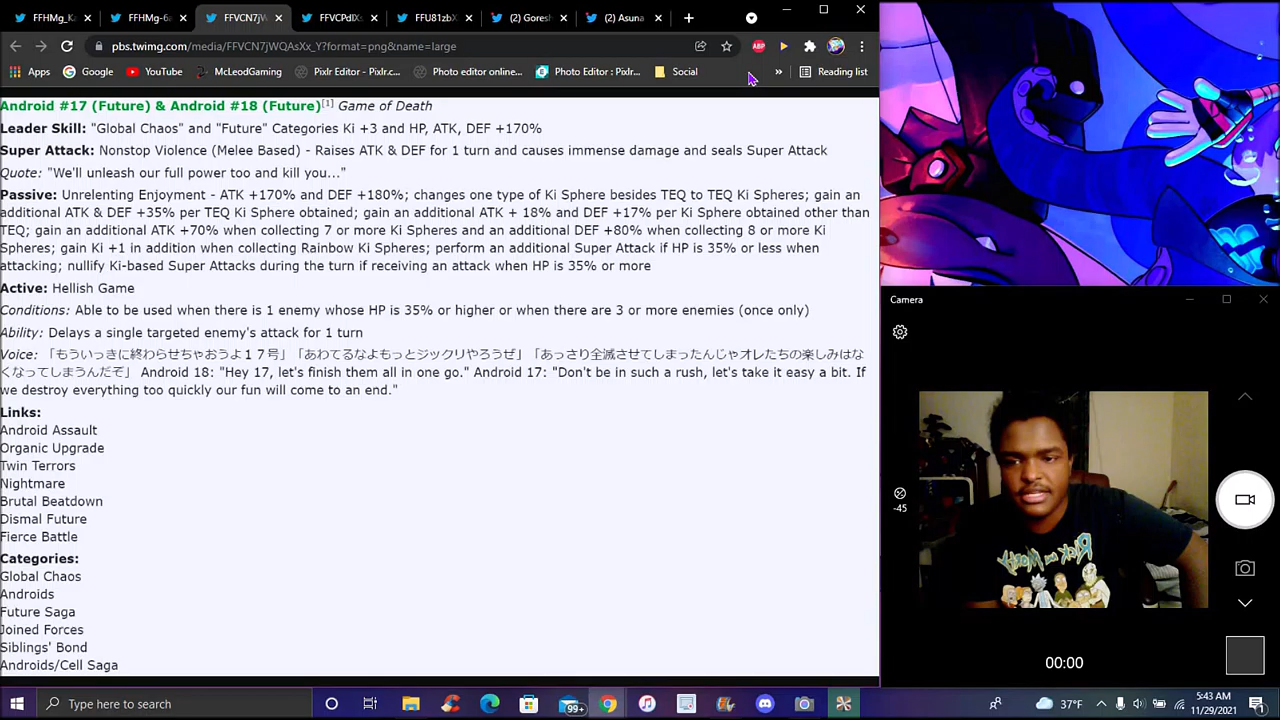 FFHMg_Ka
FFHMg-6a
FFVCN7jW
FFVCPdIX
FFU81zbX
(2) Goresh
(2) Asuna
pbs.twimg.com/media/FFVCN7jWQAsXx_Y?format=png&name=large
ABP
Apps
Google
YouTube
McLeodGaming
Pixlr Editor - Pixlr.c...
Photo editor online...
Photo Editor : Pixlr...
Social
»
Reading list
Android #17 (Future) & Android #18 (Future)[1] Game of Death
Leader Skill: "Global Chaos" and "Future" Categories Ki +3 and HP, ATK, DEF +170%
Super Attack: Nonstop Violence (Melee Based) - Raises ATK & DEF for 1 turn and causes immense damage and seals Super Attack
Quote: "We'll unleash our full power too and kill you..."
Passive: Unrelenting Enjoyment - ATK +170% and DEF +180%; changes one type of Ki Sphere besides TEQ to TEQ Ki Spheres; gain an
additional ATK & DEF +35% per TEQ Ki Sphere obtained; gain an additional ATK + 18% and DEF +17% per Ki Sphere obtained other than
TEQ; gain an additional ATK +70% when collecting 7 or more Ki Spheres and an additional DEF +80% when collecting 8 or more Ki
Spheres; gain Ki +1 in addition when collecting Rainbow Ki Spheres; perform an additional Super Attack if HP is 35% or less when
attacking; nullify Ki-based Super Attacks during the turn if receiving an attack when HP is 35% or more
Active: Hellish Game
Conditions: Able to be used when there is 1 enemy whose HP is 35% or higher or when there are 3 or more enemies (once only)
Ability: Delays a single targeted enemy's attack for 1 turn
Voice: 「もういっきに終わらせちゃおうよ１７号」「あわてるなよもっとジックリやろうぜ」「あっさり全滅させてしまったんじゃオレたちの楽しみはな
くなってしまうんだぞ」 Android 18: "Hey 17, let's finish them all in one go." Android 17: "Don't be in such a rush, let's take it easy a bit. If
we destroy everything too quickly our fun will come to an end."
Links:
Android Assault
Organic Upgrade
Twin Terrors
Nightmare
Brutal Beatdown
Dismal Future
Fierce Battle
Categories:
Global Chaos
Androids
Future Saga
Joined Forces
Siblings' Bond
Androids/Cell Saga
Camera
-45
Rick and Morty
00:00
Type here to search
99+
37°F
5:43 AM
11/29/2021